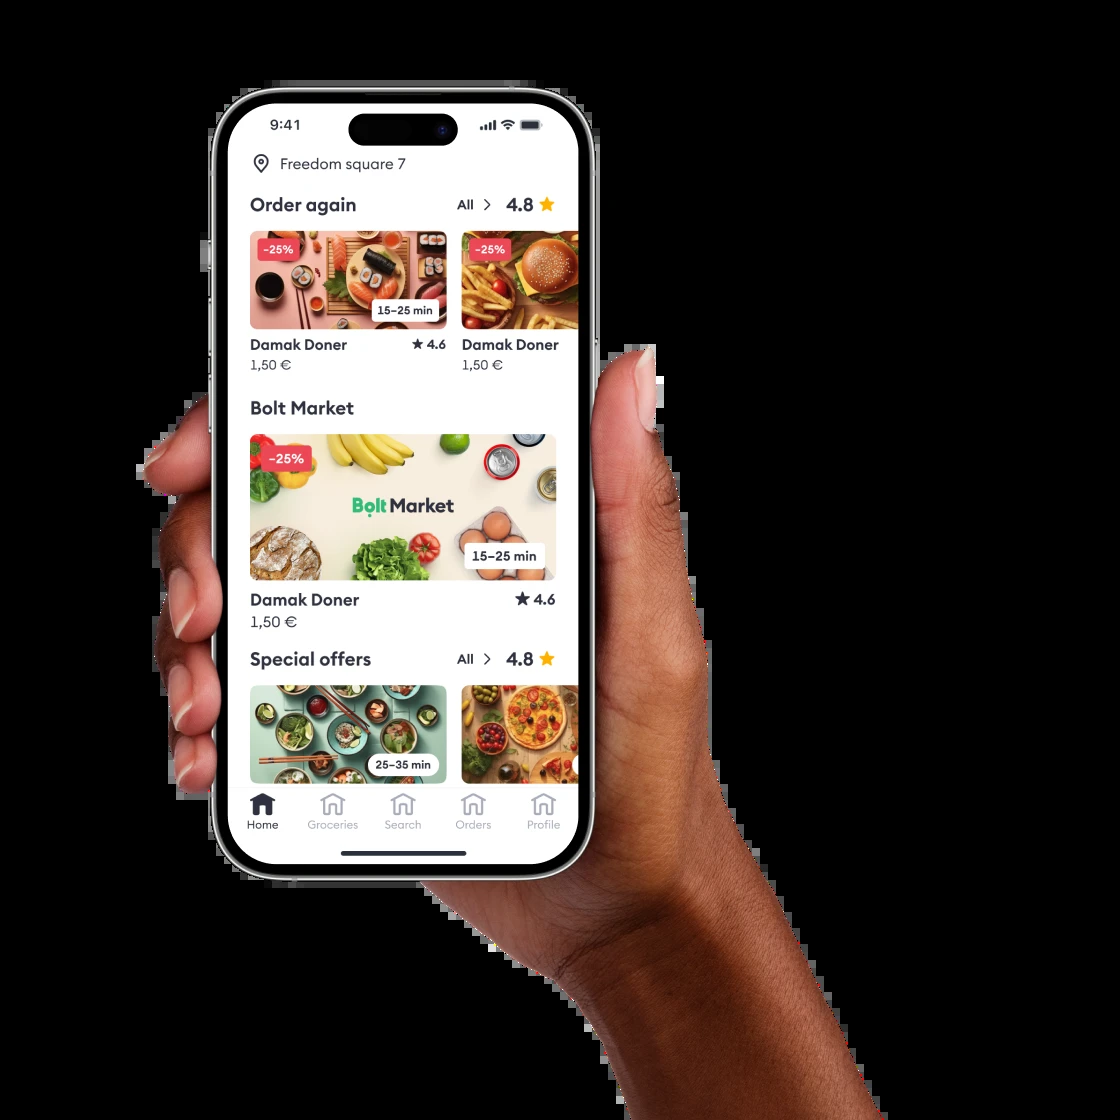 9:41
Freedom square 7
Order again
All
4.8
-25%
-25%
15–25 min
Damak Doner
4.6
Damak Doner
1,50 €
1,50 €
Bolt Market
-25%
Bolt Market
15–25 min
Damak Doner
4.6
1,50 €
Special offers
All
4.8
25–35 min
Home
Groceries
Search
Orders
Profile